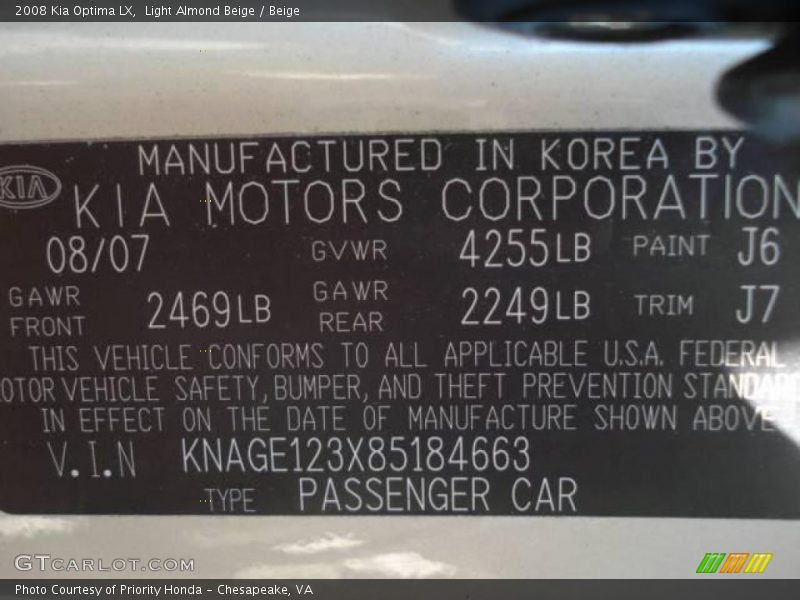 2008 Kia Optima LX,  Light Almond Beige / Beige
MANUFACTURED IN KOREA BY
KIA
KIA MOTORS CORPORATION
08/07 GVWR 4255LB PAINT J6
GAWR FRONT 2469LB GAWR REAR 2249LB TRIM J7
THIS VEHICLE CONFORMS TO ALL APPLICABLE U.S.A. FEDERAL
OTOR VEHICLE SAFETY, BUMPER, AND THEFT PREVENTION STANDAR
IN EFFECT ON THE DATE OF MANUFACTURE SHOWN ABOVE
V.I.N KNAGE123X85184663
TYPE PASSENGER CAR
GTCARLOT.COM
Photo Courtesy of Priority Honda - Chesapeake, VA